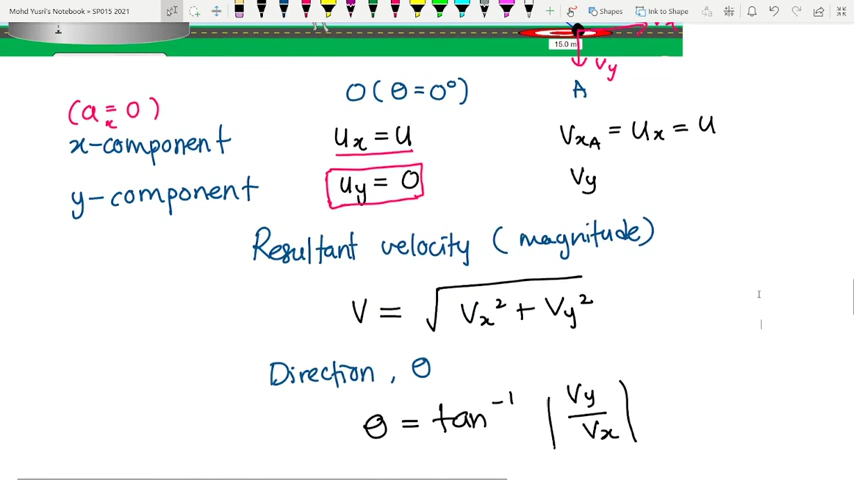 Mohd Yusri's Notebook » SP015 2021
Shapes
Ink to Shape
15.0 m
Vy
O (θ = 0°)
A
(aₓ = 0)
x-component
uₓ = u
VₓA = Uₓ = U
y-component
uy = 0
Vy
Resultant velocity (magnitude)
V = √(Vₓ² + Vy²)
Direction, θ
θ = tan⁻¹ |Vy/Vₓ|